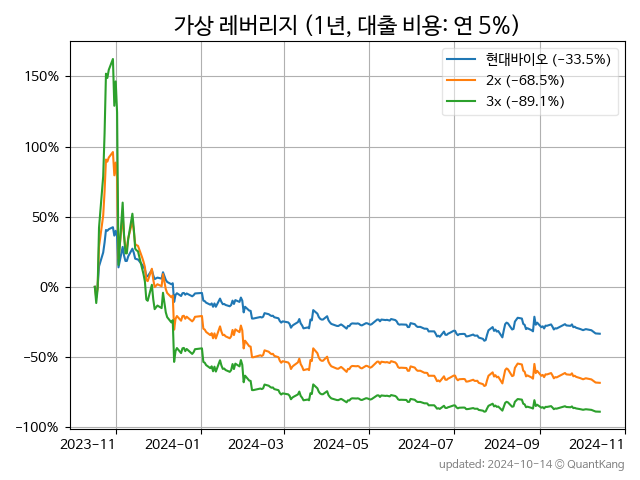 가상 레버리지 (1년, 대출 비용: 연 5%)
현대바이오 (−33.5%)
2x (−68.5%)
3x (−89.1%)
150%
100%
50%
0%
−50%
−100%
2023−11 2024−01 2024−03 2024−05 2024−07 2024−09 2024−11
updated: 2024-10-14 © QuantKang